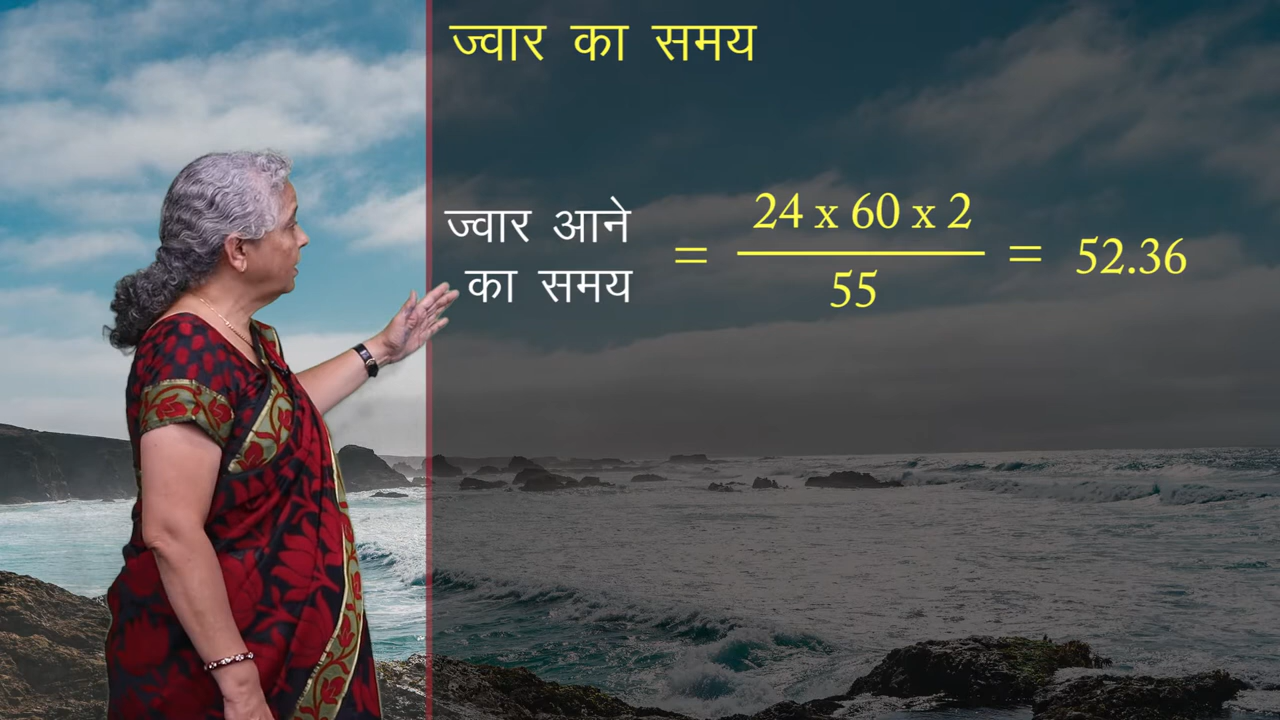 ज्वार का समय
ज्वार आने
का समय
= 24 x 60 x 2 / 55 = 52.36